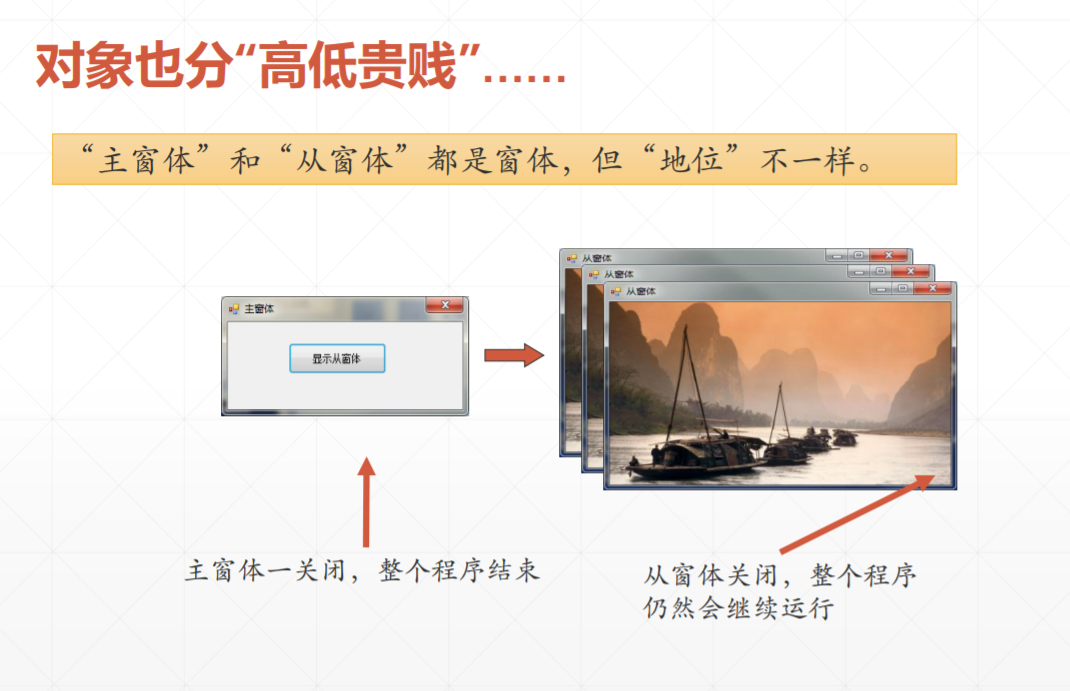 对象也分“高低贵贱”……
“主窗体”和“从窗体”都是窗体，但“地位”不一样。
从窗体
从窗体
从窗体
主窗体
显示从窗体
主窗体一关闭，整个程序结束
从窗体关闭，整个程序
仍然会继续运行